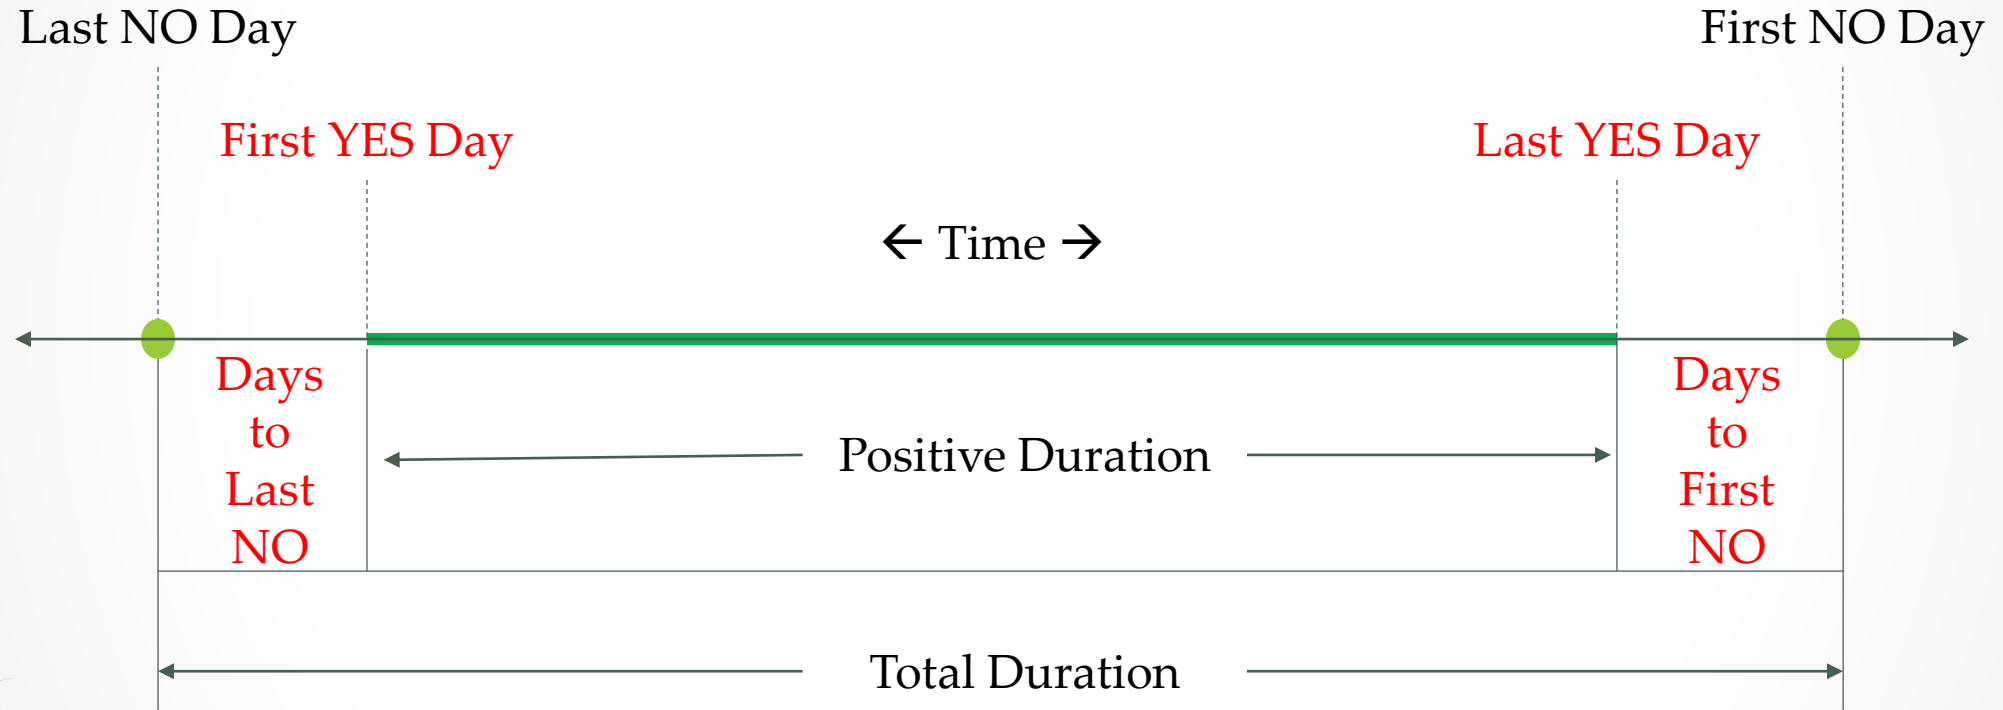 Last NO Day
First NO Day
First YES Day
Last YES Day
← Time →
Days
to
Last
NO
Positive Duration
Days
to
First
NO
Total Duration